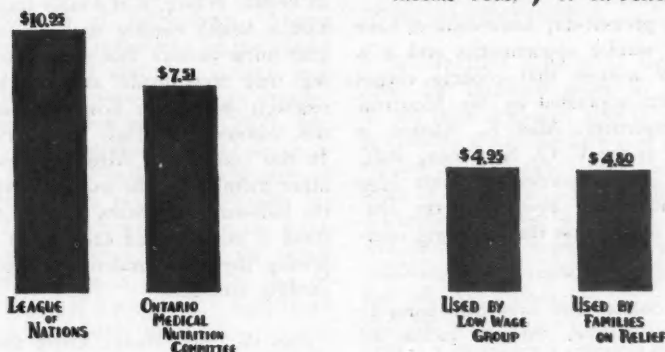 $10.95
$7.51
$4.95
$4.80
LEAGUE
OF
NATIONS
ONTARIO
MEDICAL
NUTRITION
COMMITTEE
USED BY
LOW WAGE
GROUP
USED BY
FAMILIES
ON RELIEF